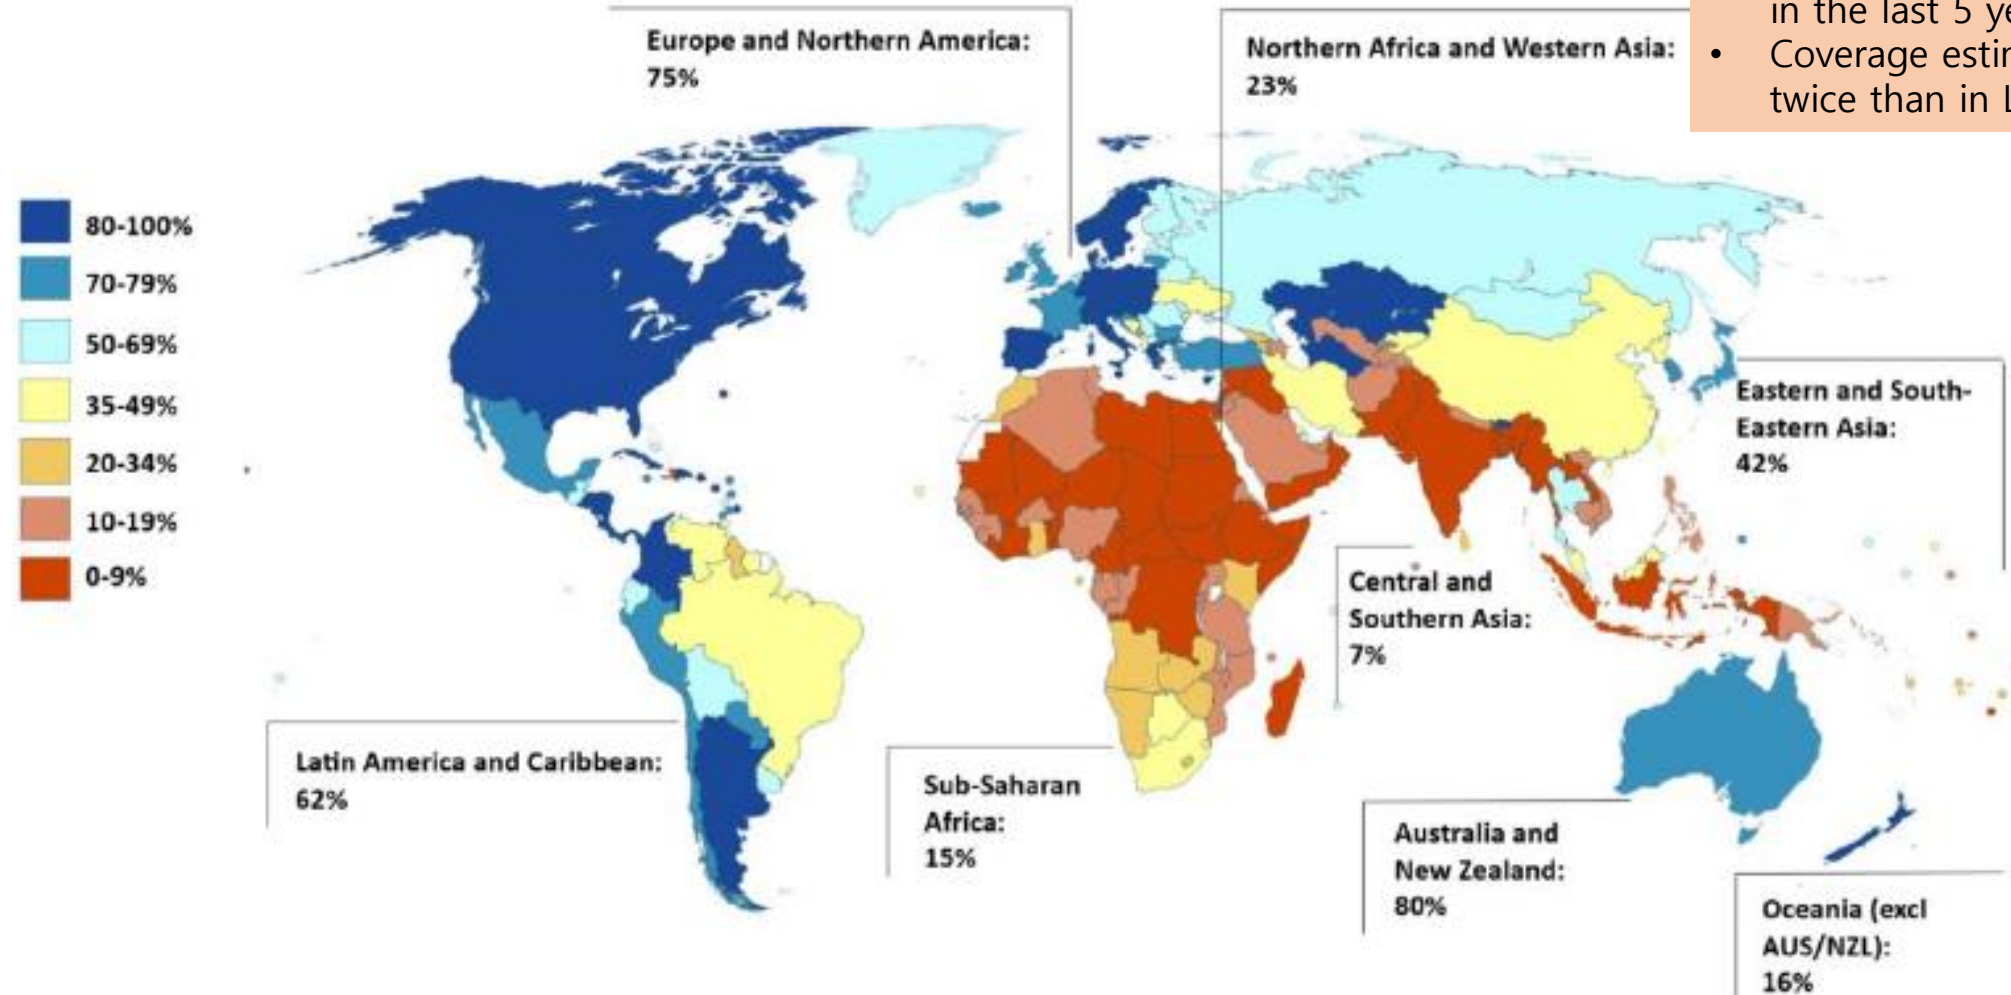 Europe and Northern America:
75%
Northern Africa and Western Asia:
23%
in the last 5
• Coverage
twice than in
80-100%
70-79%
50-69%
35-49%
20-34%
10-19%
0-9%
Eastern and South-
Eastern Asia:
42%
Central and
Southern Asia:
7%
Latin America and Caribbean:
62%
Sub-Saharan
Africa:
15%
Australia and
New Zealand:
80%
Oceania (excl
AUS/NZL):
16%